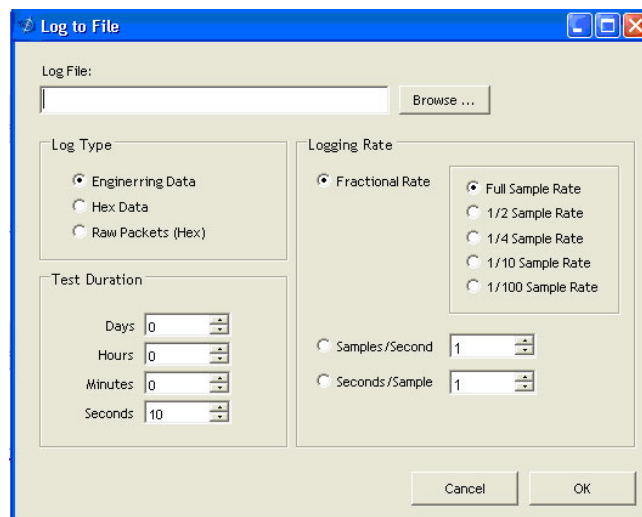 Log to File
Log File:
Browse ...
Log Type
Enginerring Data
Hex Data
Raw Packets (Hex)
Test Duration
Days 0
Hours 0
Minutes 0
Seconds 10
Logging Rate
Fractional Rate
Full Sample Rate
1/2 Sample Rate
1/4 Sample Rate
1/10 Sample Rate
1/100 Sample Rate
Samples/Second 1
Seconds/Sample 1
Cancel OK